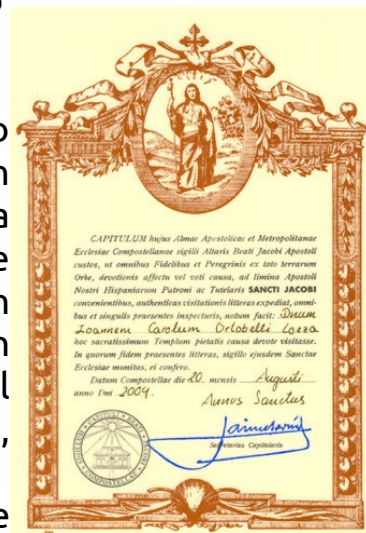 CAPITULUM hujus Almae Apostolicae et Metropolitanae
Ecclesiae Compostellanae sigilli Altaris Beati Jacobi Apostoli
custos, ut omnibus Fidelibus et Peregrinis ex toto terrarum
Orbe, devotionis affectu vel voti causa, ad limina Apostoli
Nostri Hispaniarum Patroni ac Tutelaris SANCTI JACOBI
convenientibus, authenticas visitationis litteras expediat, omni-
bus et singulis praesentes inspecturis, notum facit: Dnum
Joannem Carolum Orlobelli Lozza
hoc sacratissimum Templum pietatis causa devote visitasse.
In quorum fidem praesentes litteras, sigillo ejusdem Sanctae
Ecclesiae munitas, ei confero.
Datum Compostellae die 20 mensis Augusti
anno Dni 2004.
Annus Sanctus
Secretarius Capitularis